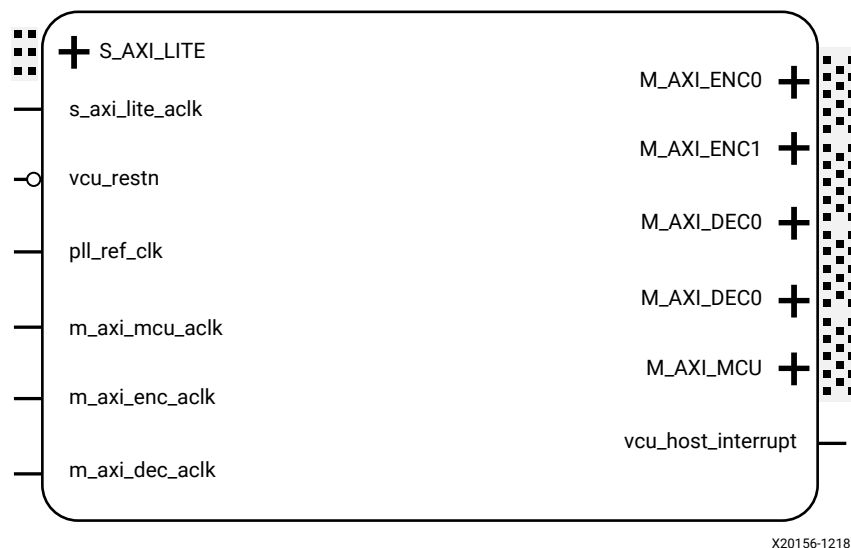 S_AXI_LITE
s_axi_lite_aclk
vcu_restn
pll_ref_clk
m_axi_mcu_aclk
m_axi_enc_aclk
m_axi_dec_aclk
M_AXI_ENC0
M_AXI_ENC1
M_AXI_DEC0
M_AXI_DEC0
M_AXI_MCU
vcu_host_interrupt
X20156-1218